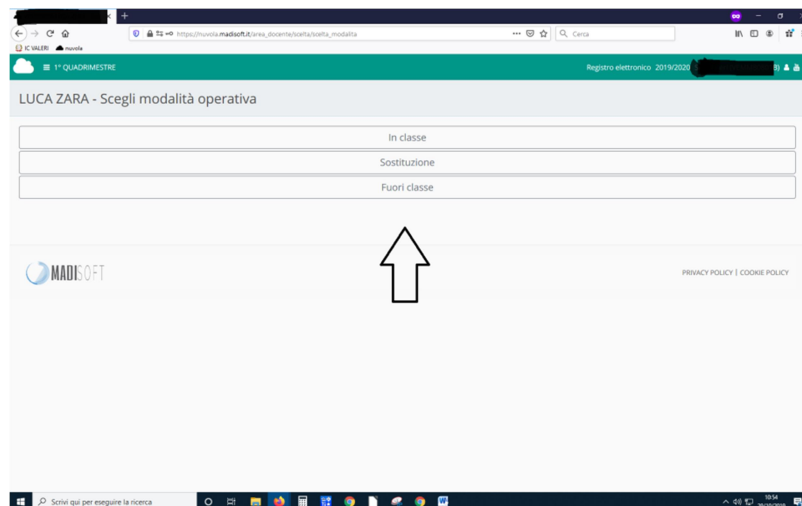 https://nuvola.madisoft.it/area_docente/scelta/scelta_modalita
Cerca
IC VALERI nuvola
1° QUADRIMESTRE
Registro elettronico 2019/2020
LUCA ZARA - Scegli modalità operativa
In classe
Sostituzione
Fuori classe
MADISOFT
PRIVACY POLICY | COOKIE POLICY
Scrivi qui per eseguire la ricerca
10:54